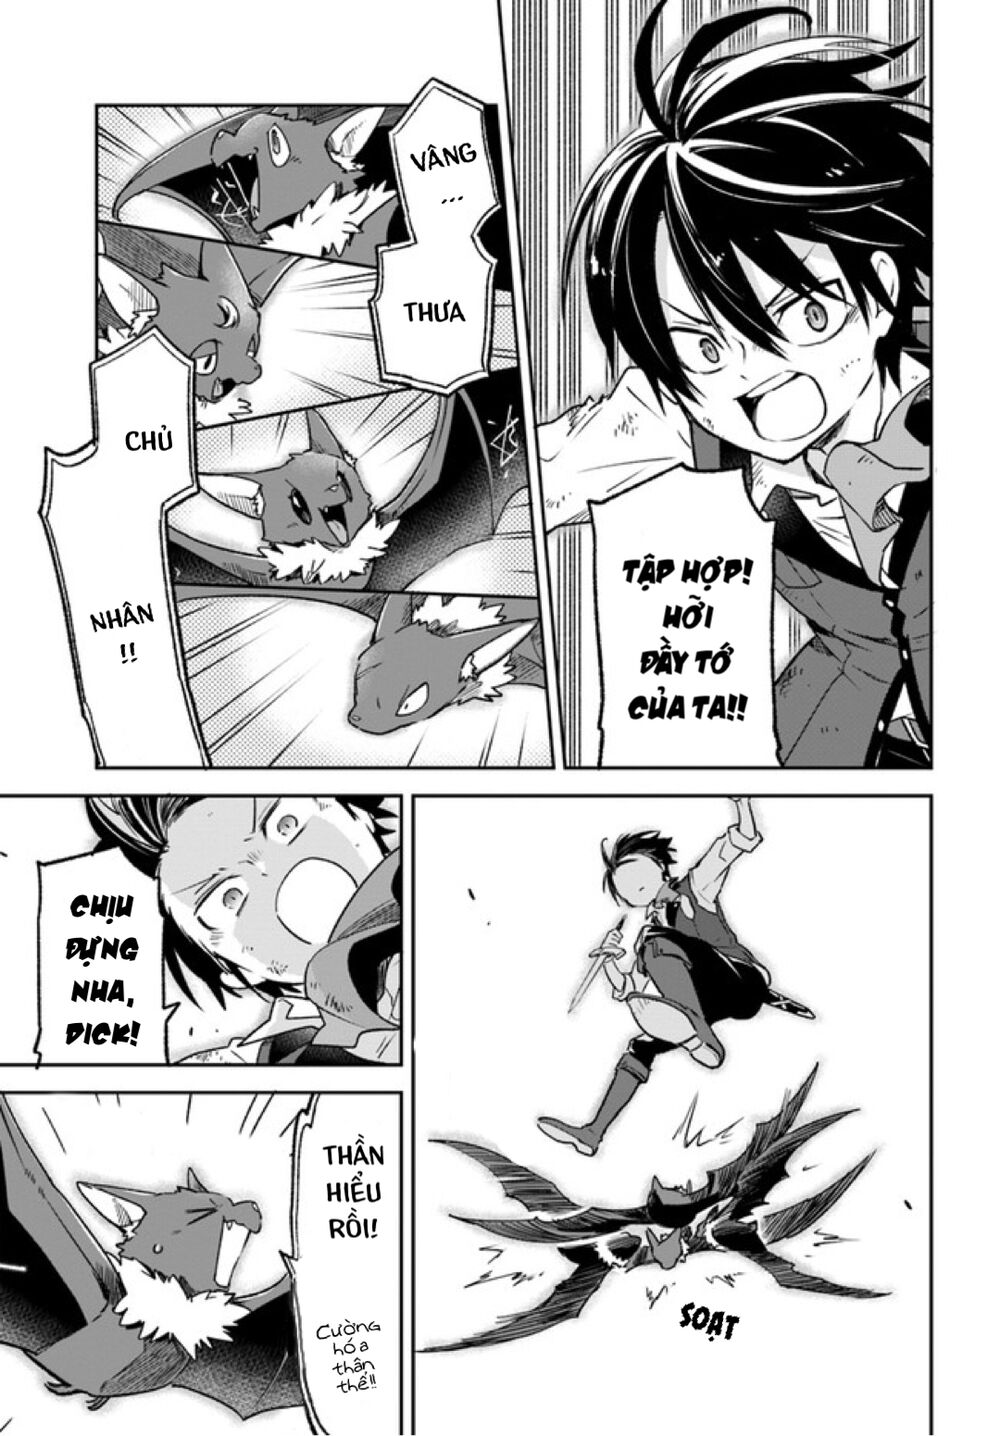 TẬP HỢP!
HỠI
ĐẦY TỚ
CỦA TA!!
VÂNG
...
THƯA
CHỦ
NHÂN
!!
SOẠT
CHỊU
ĐỰNG
NHA,
DICK!
THẦN
HIỂU
RỒI!
Cường
hóa
thân
thể!!